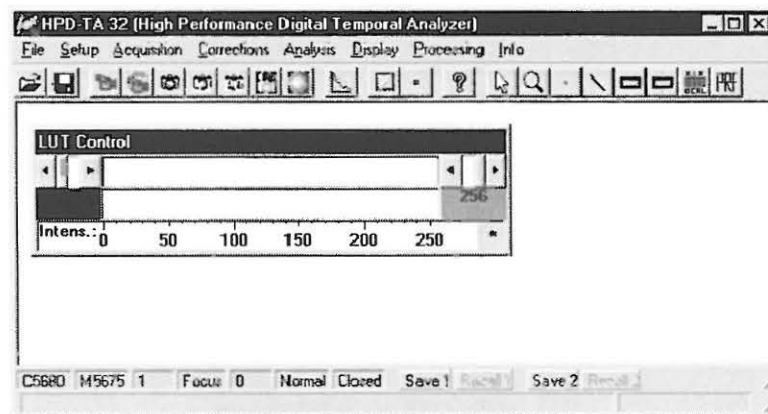 HPD-TA 32 (High Performance Digital Temporal Analyzer)
File Setup Acquisition Corrections Analysis Display Processing Info
LUT Control
256
Intens.: 0 50 100 150 200 250 *
C5680 M5675 1 Focus 0 Normal Closed Save 1 Recall 1 Save 2 Recall 2